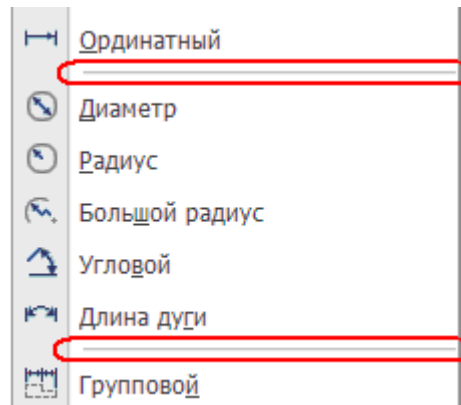 Ординатный
Диаметр
Радиус
Большой радиус
Угловой
Длина дуги
Групповой